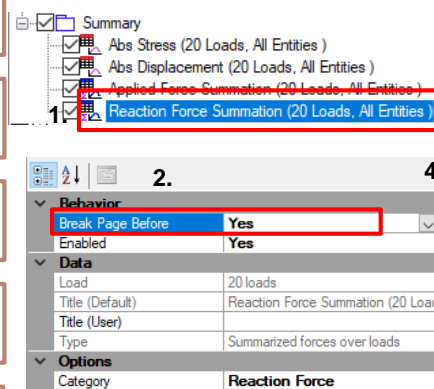 Summary
Abs Stress (20 Loads, All Entities )
Abs Displacement (20 Loads, All Entities )
Applied Force Summation (20 Loads, All Entities )
1. Reaction Force Summation (20 Loads, All Entities )
2. 4
Behavior
Break Page Before Yes
Enabled Yes
Data
Load 20 loads
Title (Default) Reaction Force Summation (20 Load
Title (User)
Type Summarized forces over loads
Options
Category Reaction Force